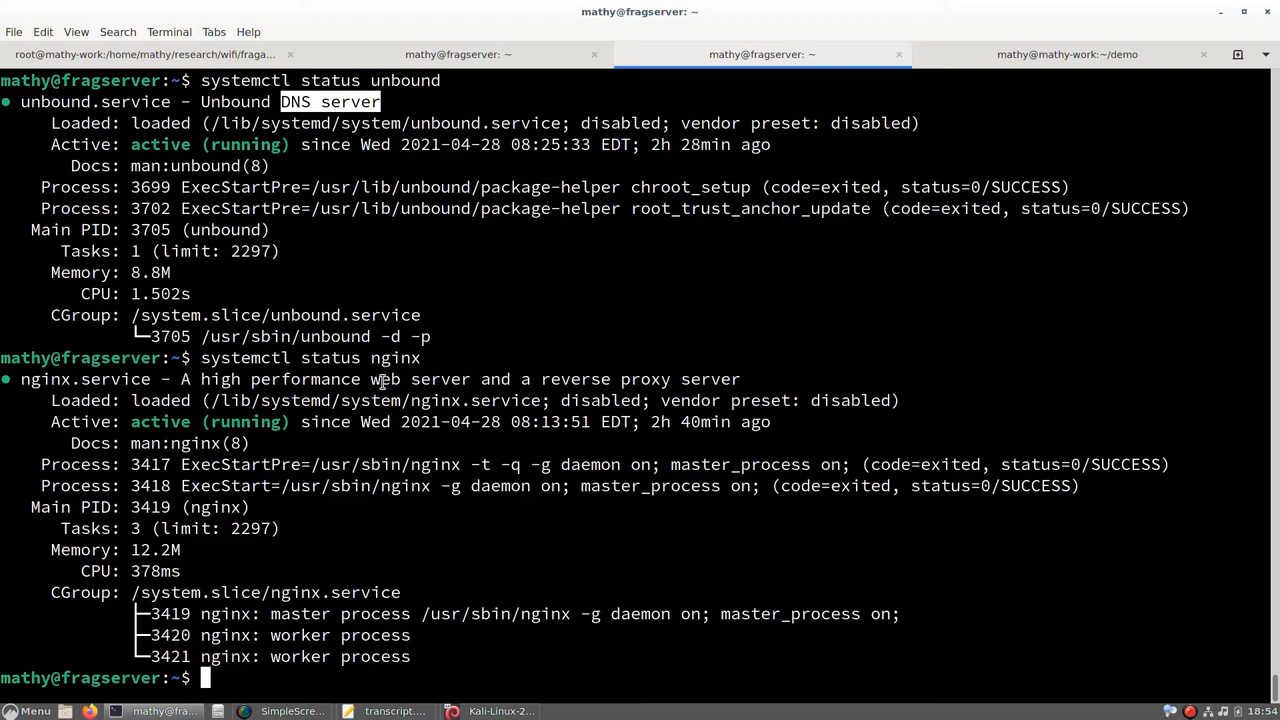 mathy@fragserver: ~
File Edit View Search Terminal Tabs Help
root@mathy-work:/home/mathy/research/wifi/fraga... mathy@fragserver: ~ mathy@fragserver: ~ mathy@mathy-work:~/demo
mathy@fragserver:~$ systemctl status unbound
● unbound.service - Unbound DNS server
Loaded: loaded (/lib/systemd/system/unbound.service; disabled; vendor preset: disabled)
Active: active (running) since Wed 2021-04-28 08:25:33 EDT; 2h 28min ago
Docs: man:unbound(8)
Process: 3699 ExecStartPre=/usr/lib/unbound/package-helper chroot_setup (code=exited, status=0/SUCCESS)
Process: 3702 ExecStartPre=/usr/lib/unbound/package-helper root_trust_anchor_update (code=exited, status=0/SUCCESS)
Main PID: 3705 (unbound)
Tasks: 1 (limit: 2297)
Memory: 8.8M
CPU: 1.502s
CGroup: /system.slice/unbound.service
└─3705 /usr/sbin/unbound -d -p
mathy@fragserver:~$ systemctl status nginx
● nginx.service - A high performance web server and a reverse proxy server
Loaded: loaded (/lib/systemd/system/nginx.service; disabled; vendor preset: disabled)
Active: active (running) since Wed 2021-04-28 08:13:51 EDT; 2h 40min ago
Docs: man:nginx(8)
Process: 3417 ExecStartPre=/usr/sbin/nginx -t -q -g daemon on; master_process on; (code=exited, status=0/SUCCESS)
Process: 3418 ExecStart=/usr/sbin/nginx -g daemon on; master_process on; (code=exited, status=0/SUCCESS)
Main PID: 3419 (nginx)
Tasks: 3 (limit: 2297)
Memory: 12.2M
CPU: 378ms
CGroup: /system.slice/nginx.service
├─3419 nginx: master process /usr/sbin/nginx -g daemon on; master_process on;
├─3420 nginx: worker process
└─3421 nginx: worker process
mathy@fragserver:~$
Menu mathy@fra... SimpleScre... transcript.... Kali-Linux-2... 18:54